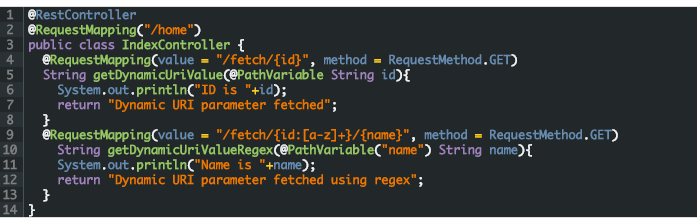 1 @RestController
2 @RequestMapping("/home")
3 public class IndexController {
4   @RequestMapping(value = "/fetch/{id}", method = RequestMethod.GET)
5   String getDynamicUriValue(@PathVariable String id){
6     System.out.println("ID is "+id);
7     return "Dynamic URI parameter fetched";
8   }
9   @RequestMapping(value = "/fetch/{id:[a-z]+}/{name}", method = RequestMethod.GET)
10     String getDynamicUriValueRegex(@PathVariable("name") String name){
11     System.out.println("Name is "+name);
12     return "Dynamic URI parameter fetched using regex";
13   }
14 }